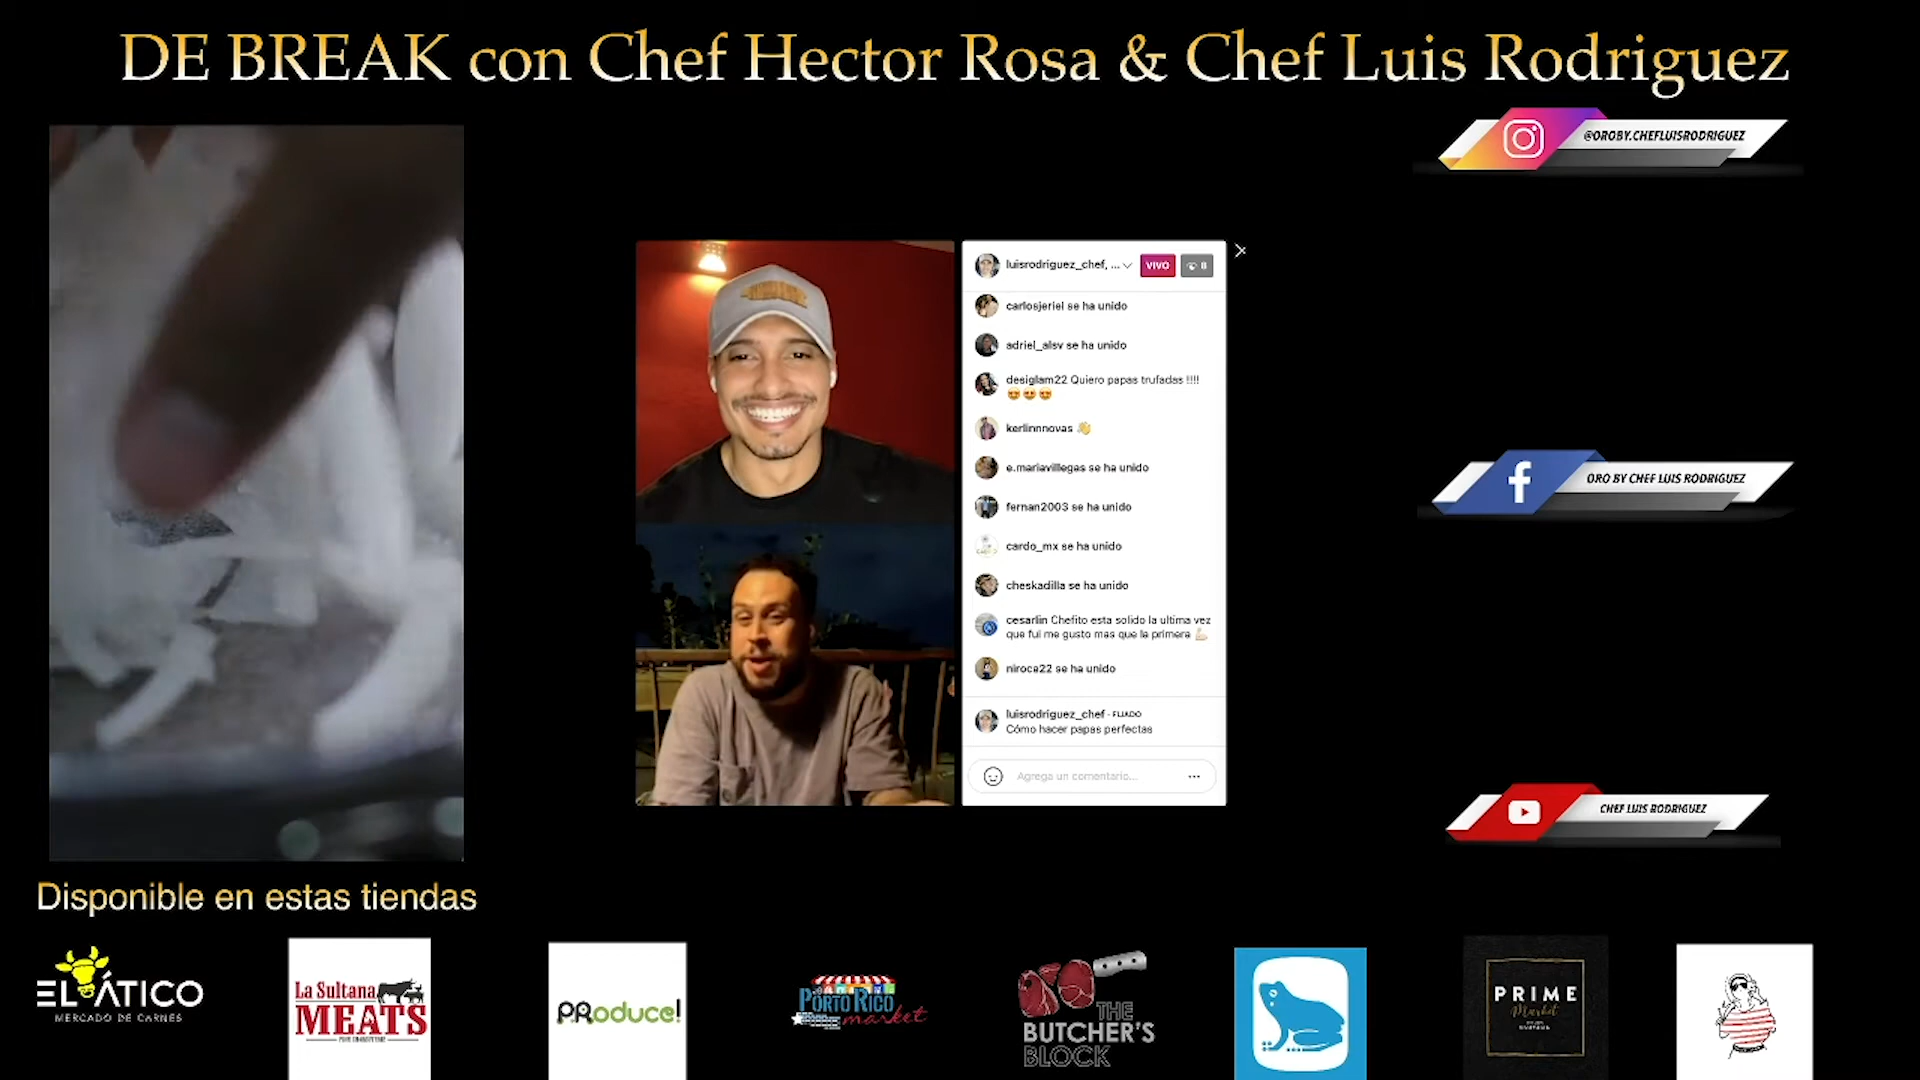 DE BREAK con Chef Hector Rosa & Chef Luis Rodriguez
@OROBY.CHEFLUISRODRIGUEZ
luisrodriguez_chef, ...
VIVO
8
carlosjeriel se ha unido
adriel_alsv se ha unido
desiglam22 Quiero papas trufadas !!!!
😍😍😍
kerlinnnovas 👋
e.mariavillegas se ha unido
fernan2003 se ha unido
cardo_mx se ha unido
cheskadilla se ha unido
cesarlin Chefito esta solido la ultima vez
que fui me gusto mas que la primera 💪🏻
niroca22 se ha unido
luisrodriguez_chef · FIJADO
Cómo hacer papas perfectas
Agrega un comentario...
ORO BY CHEF LUIS RODRIGUEZ
CHEF LUIS RODRIGUEZ
Disponible en estas tiendas
EL ÁTICO
MERCADO DE CARNES
La Sultana
MEATS
PRoduce!
PORTO RICO
market
THE
BUTCHER'S
BLOCK
PRIME
Market